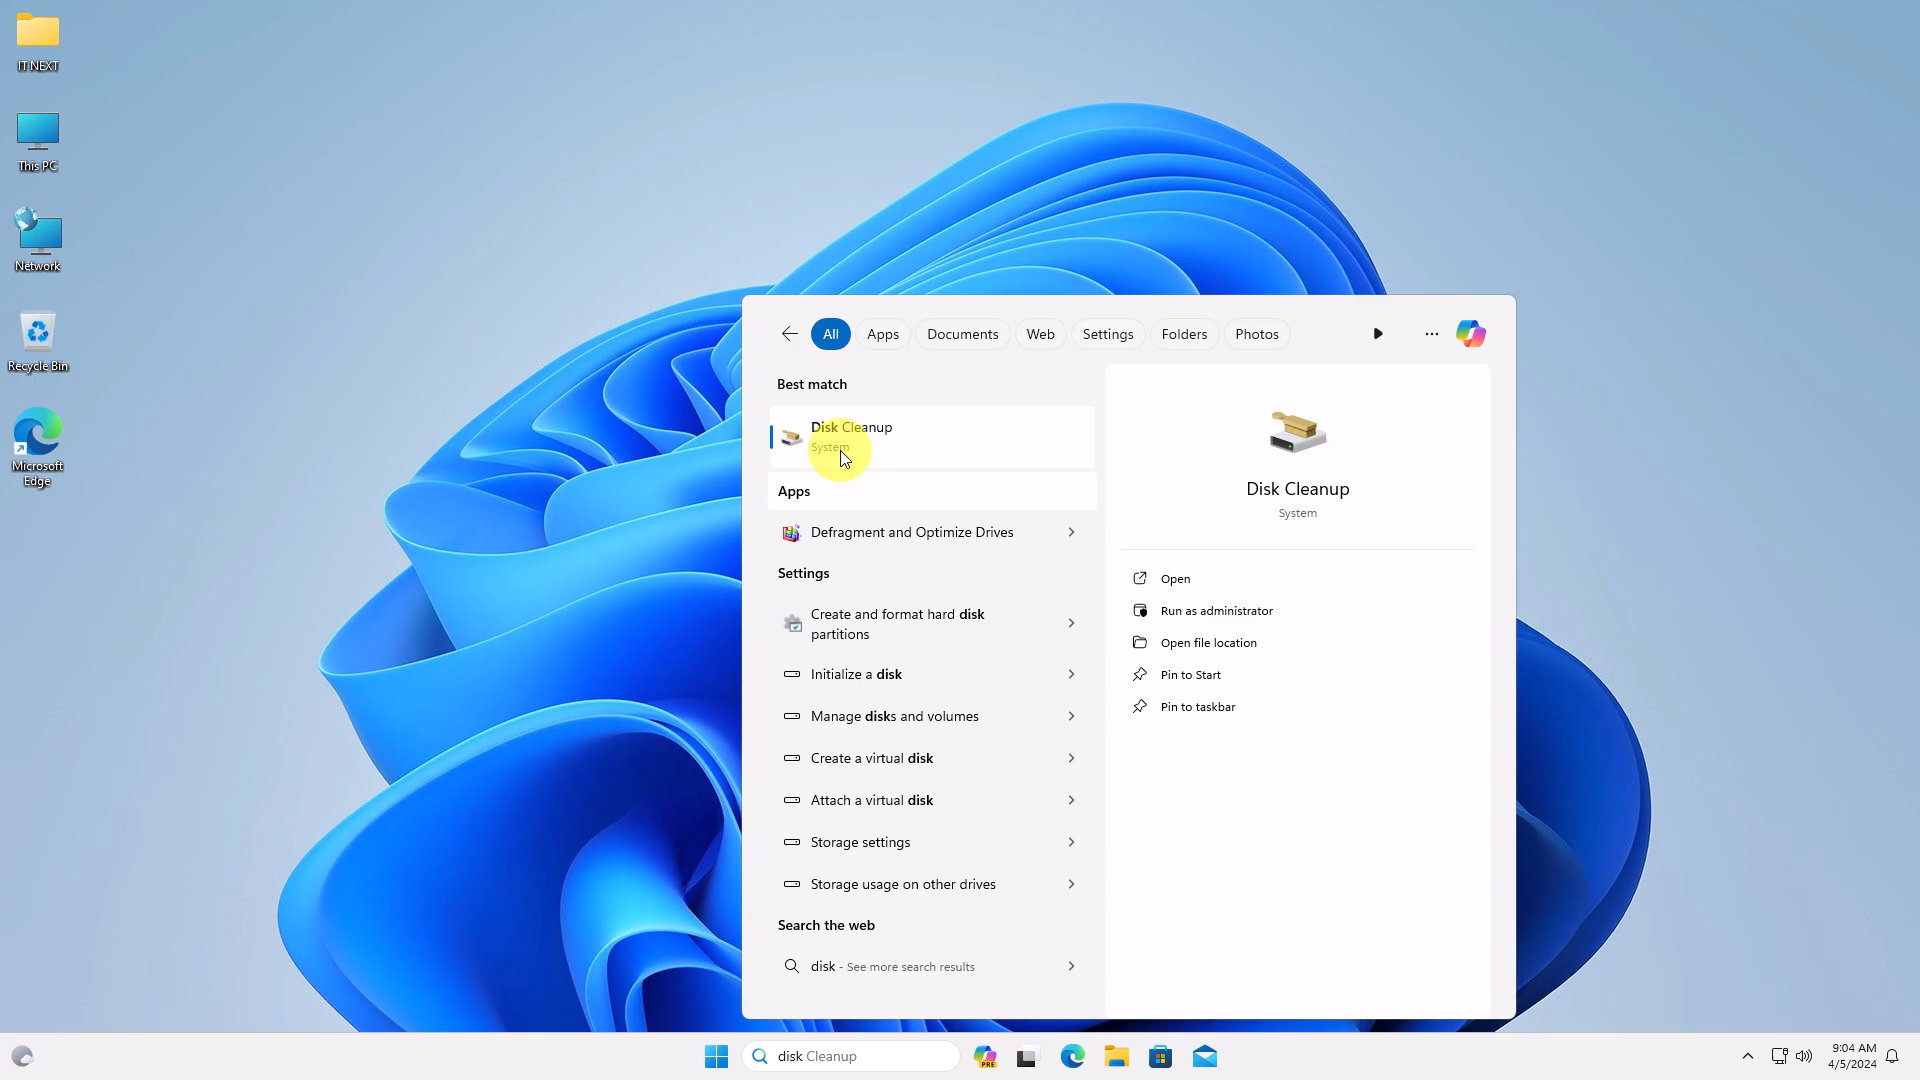 IT NEXT
This PC
Network
Recycle Bin
Microsoft
Edge
All
Apps
Documents
Web
Settings
Folders
Photos
Best match
Disk Cleanup
System
Apps
Defragment and Optimize Drives
Settings
Create and format hard disk
partitions
Initialize a disk
Manage disks and volumes
Create a virtual disk
Attach a virtual disk
Storage settings
Storage usage on other drives
Search the web
disk - See more search results
Disk Cleanup
System
Open
Run as administrator
Open file location
Pin to Start
Pin to taskbar
disk Cleanup
PRE
9:04 AM
4/5/2024